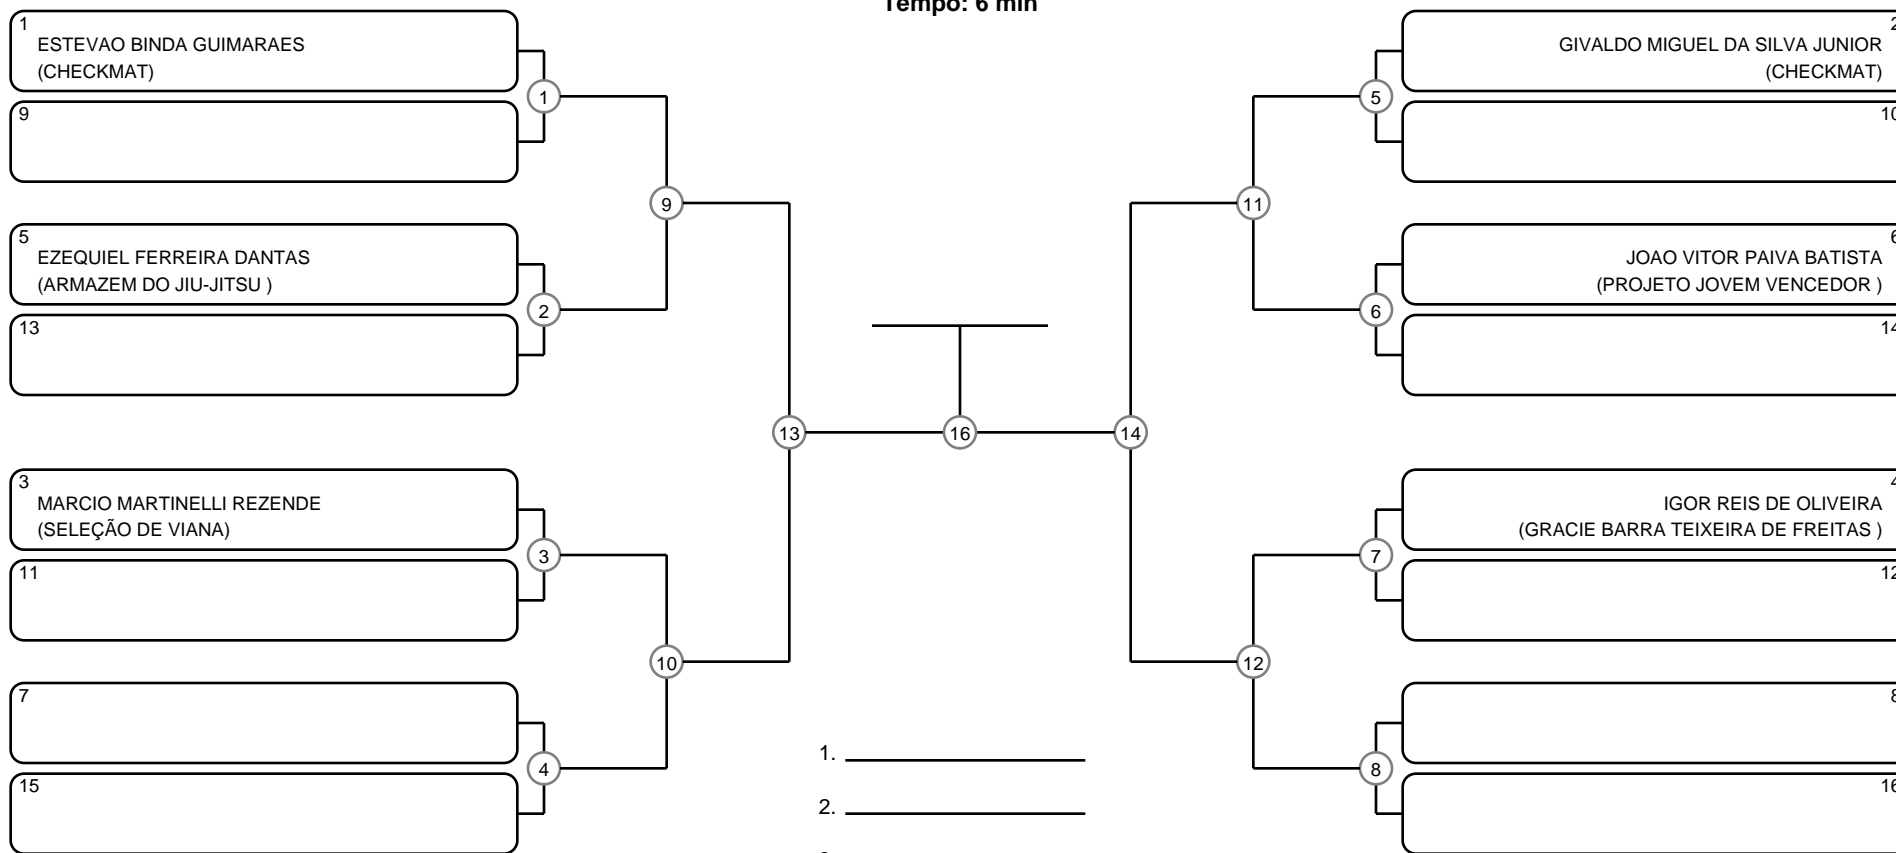 Tempo: 6 min
1
ESTEVAO BINDA GUIMARAES
(CHECKMAT)
9
1
5
EZEQUIEL FERREIRA DANTAS
(ARMAZEM DO JIU-JITSU )
13
2
9
3
MARCIO MARTINELLI REZENDE
(SELEÇÃO DE VIANA)
11
3
7
15
4
10
13
16
14
2
GIVALDO MIGUEL DA SILVA JUNIOR
(CHECKMAT)
10
5
6
JOAO VITOR PAIVA BATISTA
(PROJETO JOVEM VENCEDOR )
14
6
11
4
IGOR REIS DE OLIVEIRA
(GRACIE BARRA TEIXEIRA DE FREITAS )
12
7
8
16
8
12
1.
2.